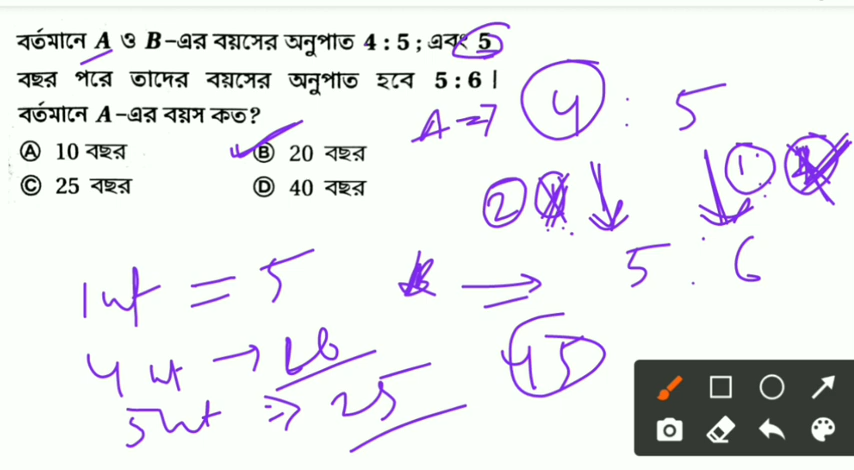 বর্তমানে A ও B-এর বয়সের অনুপাত 4 : 5 ; এবং 5
বছর পরে তাদের বয়সের অনুপাত হবে 5 : 6 |
বর্তমানে A-এর বয়স কত?
Ⓐ 10 বছর Ⓑ 20 বছর
Ⓒ 25 বছর Ⓓ 40 বছর
A ⇒ 4 : 5
2 1
5 : 6
1 ut = 5 ⇒
4 ut → 20
45
5 ut ⇒ 25